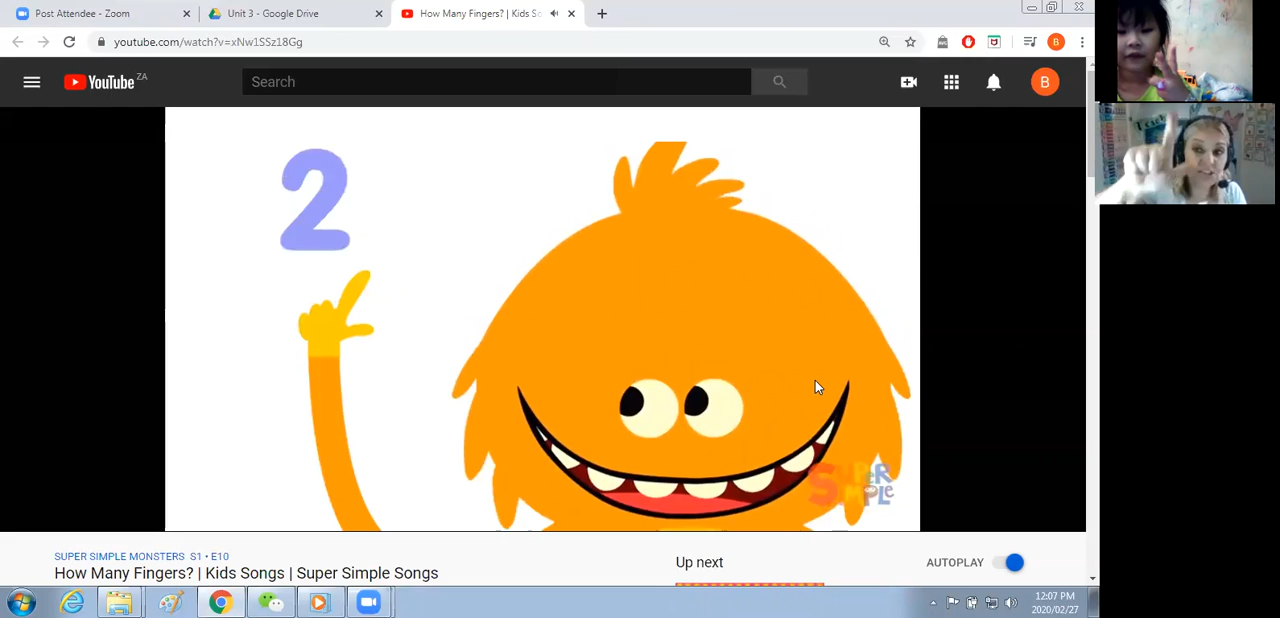 Post Attendee - Zoom
Unit 3 - Google Drive
How Many Fingers? | Kids So
youtube.com/watch?v=xNw1SSz18Gg
YouTube ZA
Search
B
B
2
SUPER
SIMPLE
SUPER SIMPLE MONSTERS S1 • E10
How Many Fingers? | Kids Songs | Super Simple Songs
Up next
AUTOPLAY
12:07 PM
2020/02/27